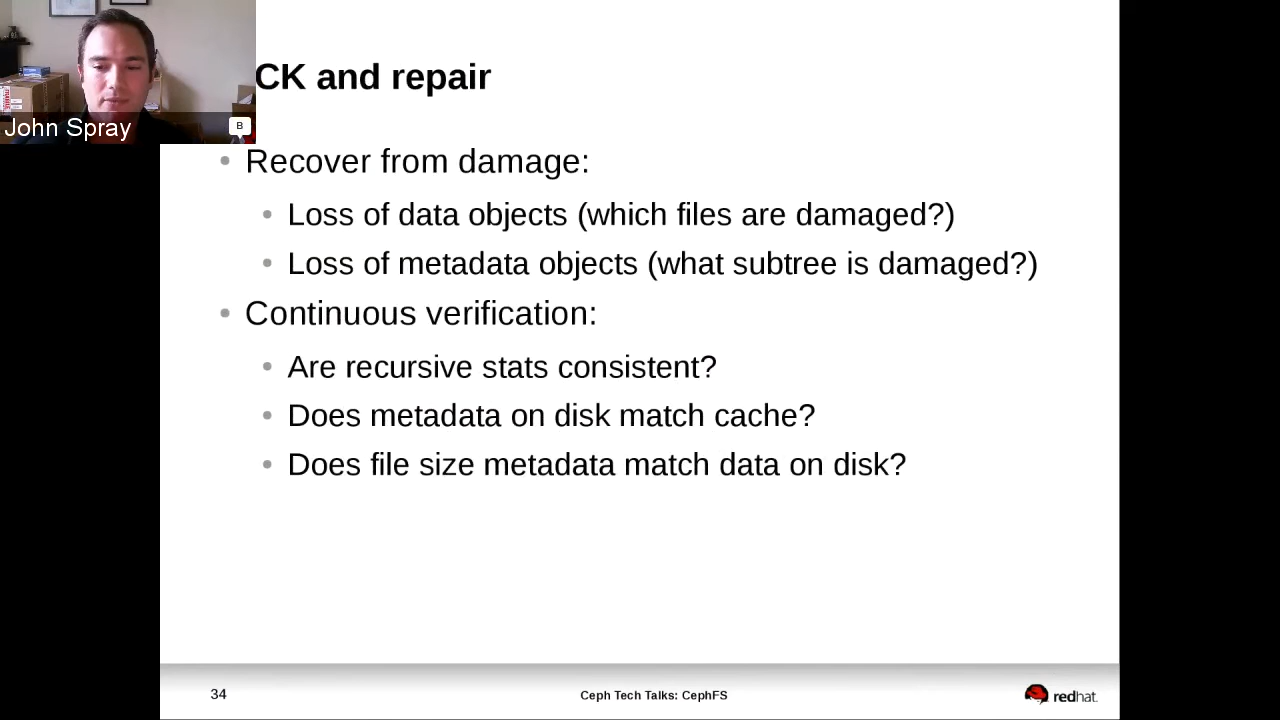 CK and repair
John Spray
B
Recover from damage:
Loss of data objects (which files are damaged?)
Loss of metadata objects (what subtree is damaged?)
Continuous verification:
Are recursive stats consistent?
Does metadata on disk match cache?
Does file size metadata match data on disk?
34
Ceph Tech Talks: CephFS
redhat.